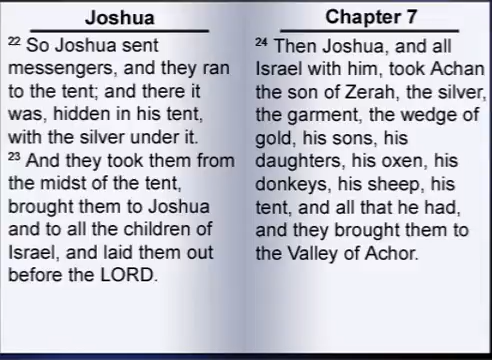 Joshua
22 So Joshua sent
messengers, and they ran
to the tent; and there it
was, hidden in his tent,
with the silver under it.
23 And they took them from
the midst of the tent,
brought them to Joshua
and to all the children of
Israel, and laid them out
before the LORD.
Chapter 7
24 Then Joshua, and all
Israel with him, took Achan
the son of Zerah, the silver,
the garment, the wedge of
gold, his sons, his
daughters, his oxen, his
donkeys, his sheep, his
tent, and all that he had,
and they brought them to
the Valley of Achor.